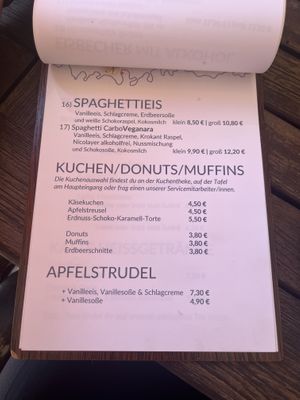 EISBECHER MIT ALKOHOL
16) SPAGHETTIEIS
Vanilleeis, Schlagcreme, Erdbeersoße
und weiße Schokoraspel, Kokosmilch klein 8,50 € | groß 10,80 €
17) Spaghetti CarboVeganara
Vanilleeis, Schlagcreme, Krokant Raspel,
Nicolayer alkoholfrei, Nussmischung
und Schokosoße, Kokosmilch klein 9,90 € | groß 12,20 €
KUCHEN/DONUTS/MUFFINS
Die Kuchenauswahl findest du an der Kuchentheke, auf der Tafel
am Haupteingang oder frag einen unserer Servicemitarbeiter/innen.
Käsekuchen 4,50 €
Apfelstreusel 4,50 €
Erdnuss-Schoko-Karamell-Torte 5,50 €
Donuts 3,80 €
Muffins 3,80 €
Erdbeerschnitte 3,80 €
APFELSTRUDEL
+ Vanilleeis, Vanillesoße & Schlagcreme 7,30 €
+ Vanillesoße 4,90 €